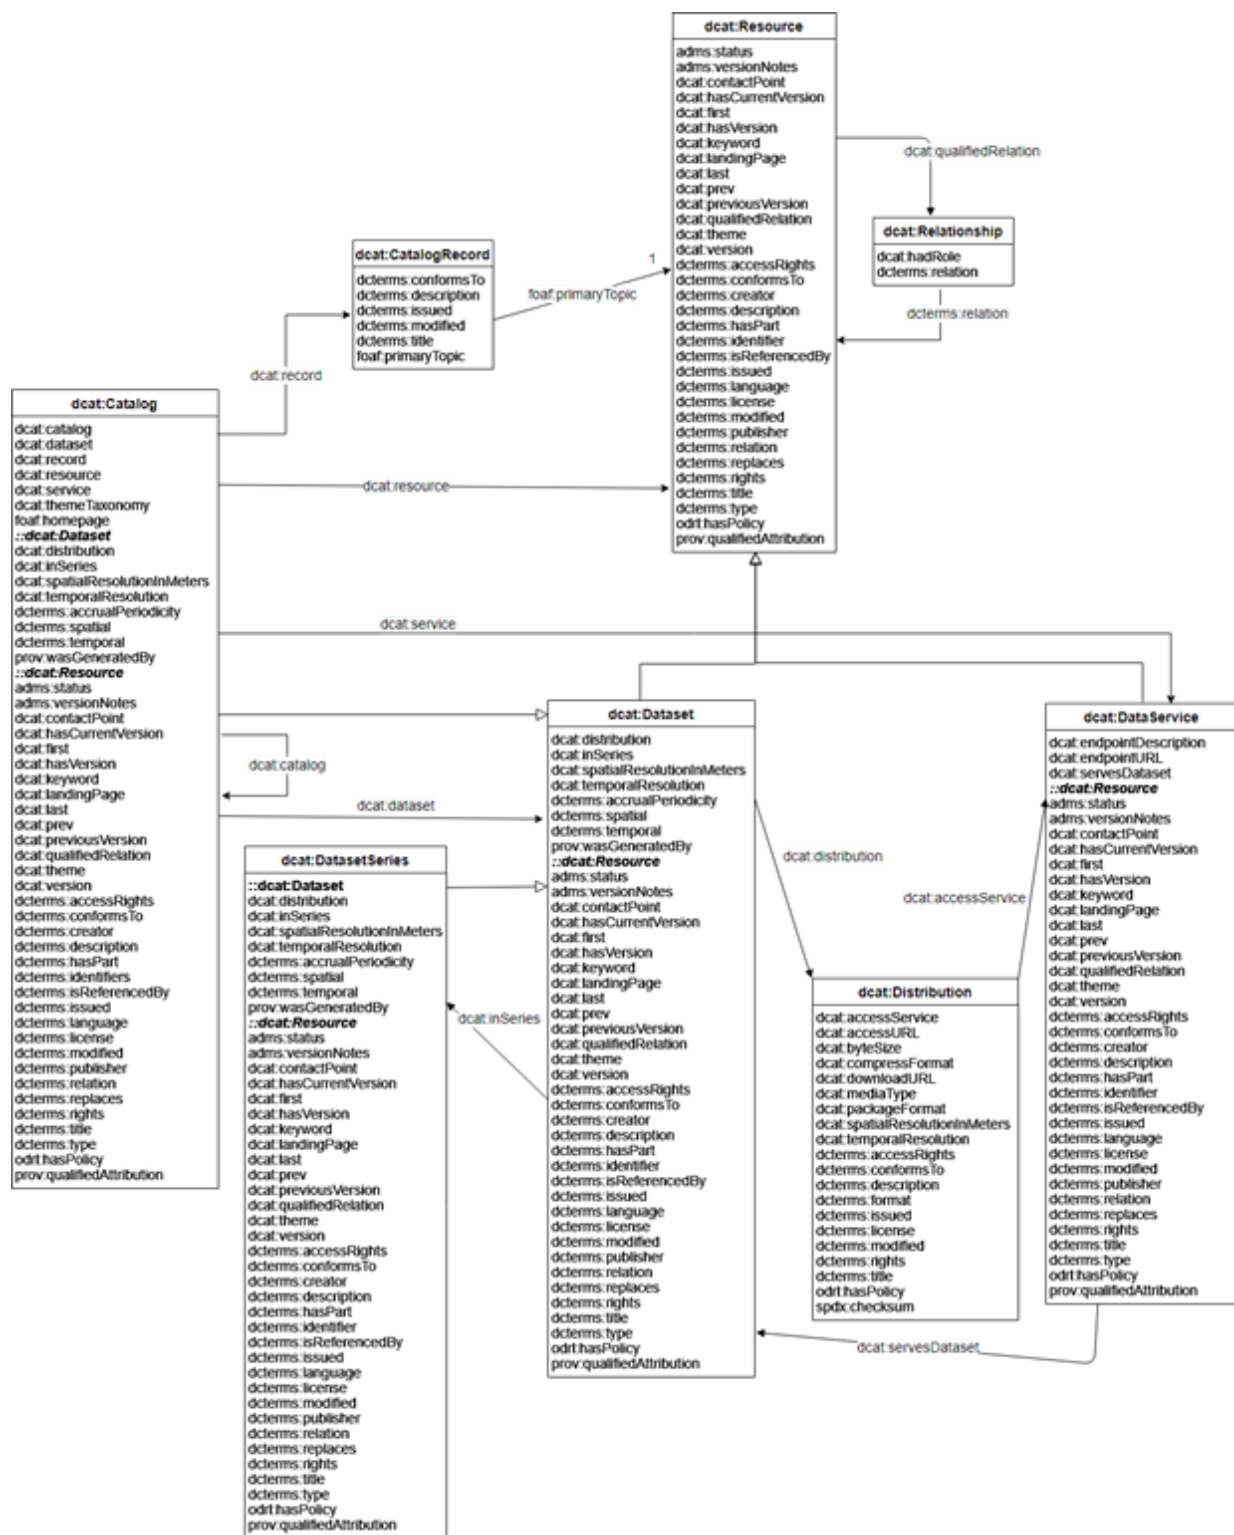 dcat:Resource
adms:status
adms:versionNotes
dcat:contactPoint
dcat:hasCurrentVersion
dcat:first
dcat:hasVersion
dcat:keyword
dcat:landingPage
dcat:last
dcat:prev
dcat:previousVersion
dcat:qualifiedRelation
dcat:theme
dcat:version
dcterms:accessRights
dcterms:conformsTo
dcterms:creator
dcterms:description
dcterms:hasPart
dcterms:identifier
dcterms:isReferencedBy
dcterms:issued
dcterms:language
dcterms:license
dcterms:modified
dcterms:publisher
dcterms:relation
dcterms:replaces
dcterms:rights
dcterms:title
dcterms:type
odrl:hasPolicy
prov:qualifiedAttribution
dcat:qualifiedRelation
dcat:Relationship
dcat:hadRole
dcterms:relation
dcterms:relation
dcat:CatalogRecord
dcterms:conformsTo
dcterms:description
dcterms:issued
dcterms:modified
dcterms:title
foaf:primaryTopic
1
foaf:primaryTopic
dcat:record
dcat:Catalog
dcat:catalog
dcat:dataset
dcat:record
dcat:resource
dcat:service
dcat:themeTaxonomy
foaf:homepage
::dcat:Dataset
dcat:distribution
dcat:inSeries
dcat:spatialResolutionInMeters
dcat:temporalResolution
dcterms:accrualPeriodicity
dcterms:spatial
dcterms:temporal
prov:wasGeneratedBy
::dcat:Resource
adms:status
adms:versionNotes
dcat:contactPoint
dcat:hasCurrentVersion
dcat:first
dcat:hasVersion
dcat:keyword
dcat:landingPage
dcat:last
dcat:prev
dcat:previousVersion
dcat:qualifiedRelation
dcat:theme
dcat:version
dcterms:accessRights
dcterms:conformsTo
dcterms:creator
dcterms:description
dcterms:hasPart
dcterms:identifiers
dcterms:isReferencedBy
dcterms:issued
dcterms:language
dcterms:license
dcterms:modified
dcterms:publisher
dcterms:relation
dcterms:replaces
dcterms:rights
dcterms:title
dcterms:type
odrl:hasPolicy
prov:qualifiedAttribution
dcat:resource
dcat:service
dcat:catalog
dcat:dataset
dcat:DatasetSeries
::dcat:Dataset
dcat:distribution
dcat:inSeries
dcat:spatialResolutionInMeters
dcat:temporalResolution
dcterms:accrualPeriodicity
dcterms:spatial
dcterms:temporal
prov:wasGeneratedBy
::dcat:Resource
adms:status
adms:versionNotes
dcat:contactPoint
dcat:hasCurrentVersion
dcat:first
dcat:hasVersion
dcat:keyword
dcat:landingPage
dcat:last
dcat:prev
dcat:previousVersion
dcat:qualifiedRelation
dcat:theme
dcat:version
dcterms:accessRights
dcterms:conformsTo
dcterms:creator
dcterms:description
dcterms:hasPart
dcterms:identifier
dcterms:isReferencedBy
dcterms:issued
dcterms:language
dcterms:license
dcterms:modified
dcterms:publisher
dcterms:relation
dcterms:replaces
dcterms:rights
dcterms:title
dcterms:type
odrl:hasPolicy
prov:qualifiedAttribution
dcat:inSeries
dcat:Dataset
dcat:distribution
dcat:inSeries
dcat:spatialResolutionInMeters
dcat:temporalResolution
dcterms:accrualPeriodicity
dcterms:spatial
dcterms:temporal
prov:wasGeneratedBy
::dcat:Resource
adms:status
adms:versionNotes
dcat:contactPoint
dcat:hasCurrentVersion
dcat:first
dcat:hasVersion
dcat:keyword
dcat:landingPage
dcat:last
dcat:prev
dcat:previousVersion
dcat:qualifiedRelation
dcat:theme
dcat:version
dcterms:accessRights
dcterms:conformsTo
dcterms:creator
dcterms:description
dcterms:hasPart
dcterms:identifier
dcterms:isReferencedBy
dcterms:issued
dcterms:language
dcterms:license
dcterms:modified
dcterms:publisher
dcterms:relation
dcterms:replaces
dcterms:rights
dcterms:title
dcterms:type
odrl:hasPolicy
prov:qualifiedAttribution
dcat:distribution
dcat:accessService
dcat:Distribution
dcat:accessService
dcat:accessURL
dcat:byteSize
dcat:compressFormat
dcat:downloadURL
dcat:mediaType
dcat:packageFormat
dcat:spatialResolutionInMeters
dcat:temporalResolution
dcterms:accessRights
dcterms:conformsTo
dcterms:description
dcterms:format
dcterms:issued
dcterms:license
dcterms:modified
dcterms:rights
dcterms:title
odrl:hasPolicy
spdx:checksum
dcat:DataService
dcat:endpointDescription
dcat:endpointURL
dcat:servesDataset
::dcat:Resource
adms:status
adms:versionNotes
dcat:contactPoint
dcat:hasCurrentVersion
dcat:first
dcat:hasVersion
dcat:keyword
dcat:landingPage
dcat:last
dcat:prev
dcat:previousVersion
dcat:qualifiedRelation
dcat:theme
dcat:version
dcterms:accessRights
dcterms:conformsTo
dcterms:creator
dcterms:description
dcterms:hasPart
dcterms:identifier
dcterms:isReferencedBy
dcterms:issued
dcterms:language
dcterms:license
dcterms:modified
dcterms:publisher
dcterms:relation
dcterms:replaces
dcterms:rights
dcterms:title
dcterms:type
odrl:hasPolicy
prov:qualifiedAttribution
dcat:servesDataset